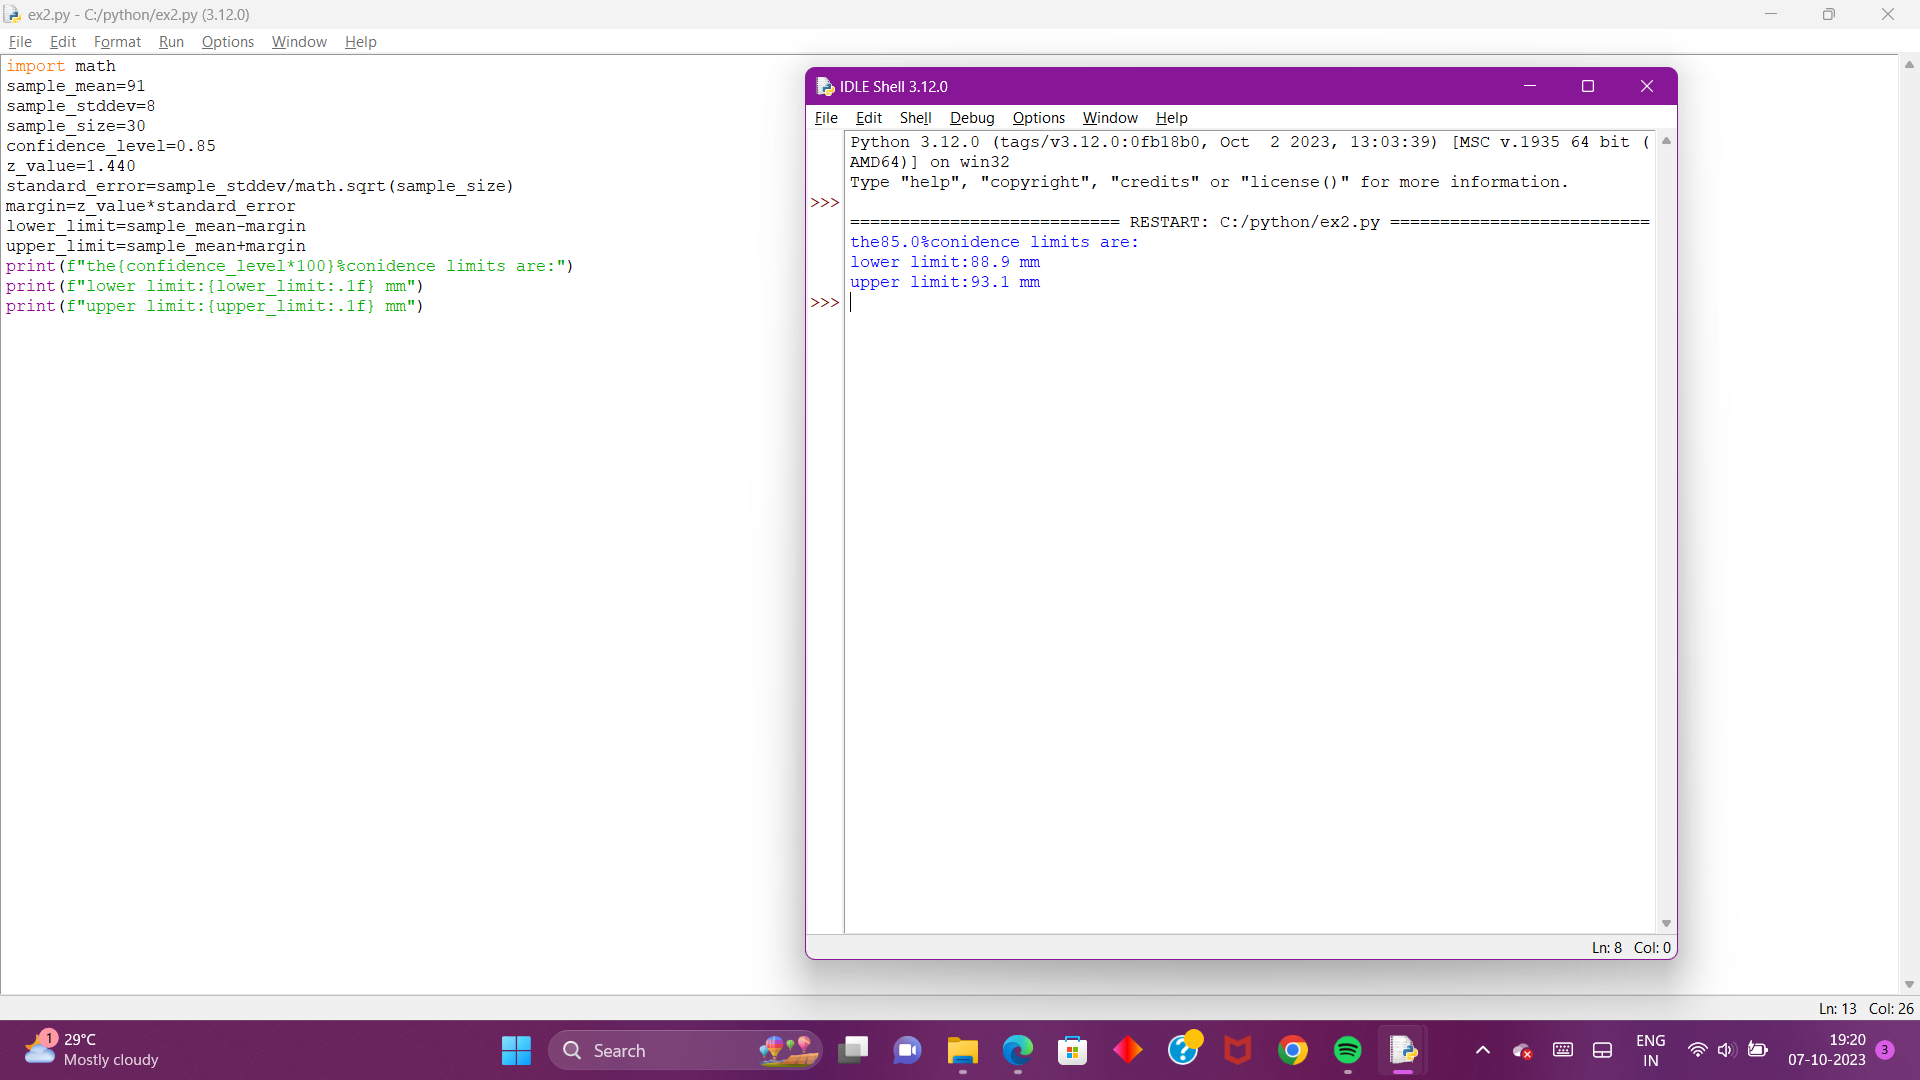 ex2.py - C:/python/ex2.py (3.12.0)
File Edit Format Run Options Window Help
import math
sample_mean=91
sample_stddev=8
sample_size=30
confidence_level=0.85
z_value=1.440
standard_error=sample_stddev/math.sqrt(sample_size)
margin=z_value*standard_error
lower_limit=sample_mean-margin
upper_limit=sample_mean+margin
print(f"the{confidence_level*100}%conidence limits are:")
print(f"lower limit:{lower_limit:.1f} mm")
print(f"upper limit:{upper_limit:.1f} mm")
IDLE Shell 3.12.0
File Edit Shell Debug Options Window Help
Python 3.12.0 (tags/v3.12.0:0fb18b0, Oct  2 2023, 13:03:39) [MSC v.1935 64 bit (
AMD64)] on win32
Type "help", "copyright", "credits" or "license()" for more information.
>>>
=========================== RESTART: C:/python/ex2.py ==========================
the85.0%conidence limits are:
lower limit:88.9 mm
upper limit:93.1 mm
>>>
Ln: 8 Col: 0
Ln: 13 Col: 26
1
29°C
Mostly cloudy
Search
ENG
IN
19:20
07-10-2023
3